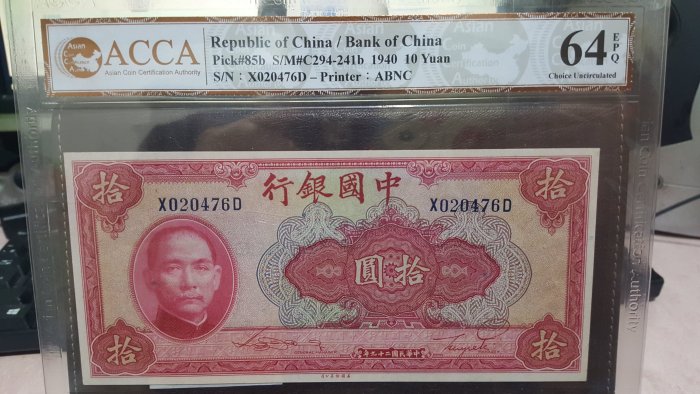 ACCA
Asian Coin Certification Authority
Republic of China / Bank of China
Pick#85b S/M#C294-241b 1940 10 Yuan
S/N : X020476D – Printer : ABNC
64 EPQ
Choice Uncirculated
拾
行銀國中
拾
X020476D
X020476D
圓拾
拾
年九十二國民華中
拾